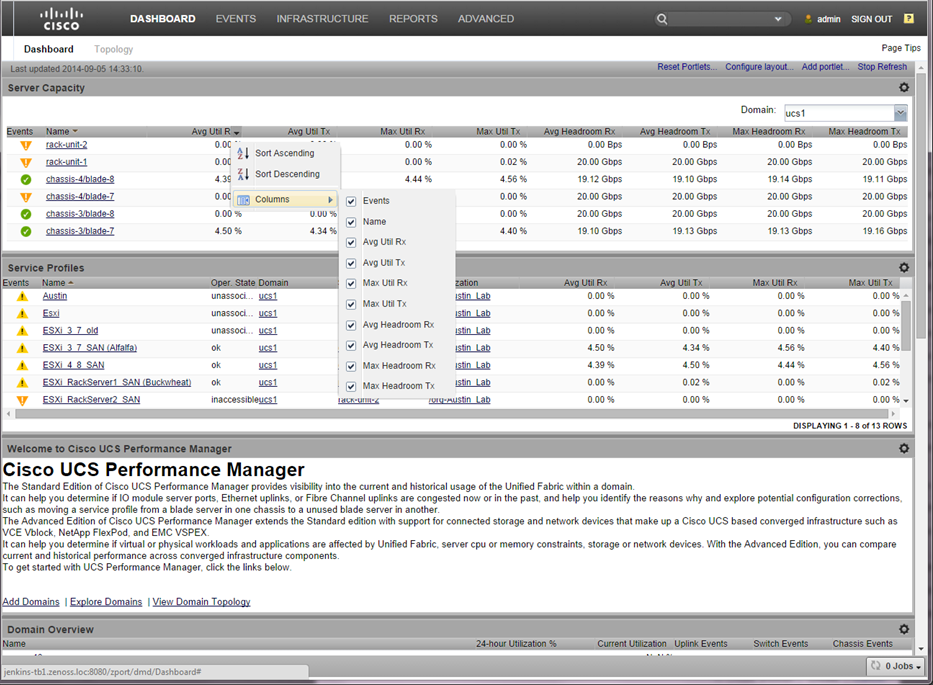 CISCO
DASHBOARD EVENTS INFRASTRUCTURE REPORTS ADVANCED admin SIGN OUT ?
Dashboard Topology Page Tips
Last updated 2014-09-05 14:33:10. Reset Portlets... Configure layout... Add portlet... Stop Refresh
Server Capacity
Domain: ucs1
Events Name Avg Util R Avg Util Tx Max Util Rx Max Util Tx Avg Headroom Rx Avg Headroom Tx Max Headroom Rx Max Headroom Tx
rack-unit-2 0.00 0.00 % 0.00 % 0.00 Bps 0.00 Bps 0.00 Bps 0.00 Bps
rack-unit-1 0.00 0.02 % 20.00 Gbps 20.00 Gbps 20.00 Gbps 20.00 Gbps
chassis-4/blade-8 4.39 4.44 % 4.56 % 19.12 Gbps 19.10 Gbps 19.14 Gbps 19.11 Gbps
chassis-4/blade-7 0.00 0.00 % 20.00 Gbps 20.00 Gbps 20.00 Gbps 20.00 Gbps
chassis-3/blade-8 0.00 % 0.00 % 0.00 % 20.00 Gbps 20.00 Gbps 20.00 Gbps 20.00 Gbps
chassis-3/blade-7 4.50 % 4.34 % 4.40 % 19.10 Gbps 19.13 Gbps 19.13 Gbps 19.16 Gbps
Sort Ascending
Sort Descending
Columns
Events
Name
Avg Util Rx
Avg Util Tx
Max Util Rx
Max Util Tx
Avg Headroom Rx
Avg Headroom Tx
Max Headroom Rx
Max Headroom Tx
Service Profiles
Events Name Oper. State Domain zation Avg Util Rx Avg Util Tx Max Util Rx Max Util Tx
Austin unassoci... ucs1 ustin_Lab 0.00 % 0.00 % 0.00 % 0.00 %
Esxi unassoci... ucs1 ustin_Lab 0.00 % 0.00 % 0.00 % 0.00 %
ESXi_3_7_old unassoci... ucs1 ustin_Lab 0.00 % 0.00 % 0.00 % 0.00 %
ESXi_3_7_SAN (Alfalfa) ok ucs1 ustin_Lab 4.50 % 4.34 % 4.56 % 4.40 %
ESXi_4_8_SAN ok ucs1 ustin_Lab 4.39 % 4.50 % 4.44 % 4.56 %
ESXi_RackServer1_SAN (Buckwheat) ok ucs1 ustin_Lab 0.00 % 0.02 % 0.00 % 0.02 %
ESXi_RackServer2_SAN inaccessible ucs1 rack-unit-2 /org-Austin_Lab 0.00 % 0.00 % 0.00 % 0.00 %
DISPLAYING 1 - 8 of 13 ROWS
Welcome to Cisco UCS Performance Manager
Cisco UCS Performance Manager
The Standard Edition of Cisco UCS Performance Manager provides visibility into the current and historical usage of the Unified Fabric within a domain.
It can help you determine if IO module server ports, Ethernet uplinks, or Fibre Channel uplinks are congested now or in the past, and help you identify the reasons why and explore potential configuration corrections,
such as moving a service profile from a blade server in one chassis to a unused blade server in another.
The Advanced Edition of Cisco UCS Performance Manager extends the Standard edition with support for connected storage and network devices that make up a Cisco UCS based converged infrastructure such as
VCE Vblock, NetApp FlexPod, and EMC VSPEX.
It can help you determine if virtual or physical workloads and applications are affected by Unified Fabric, server cpu or memory constraints, storage or network devices. With the Advanced Edition, you can compare
current and historical performance across converged infrastructure components.
To get started with UCS Performance Manager, click the links below.
Add Domains | Explore Domains | View Domain Topology
Domain Overview
Name 24-hour Utilization % Current Utilization Uplink Events Switch Events Chassis Events
jenkins-tb1.zenoss.loc:8080/zport/dmd/Dashboard# 0 Jobs